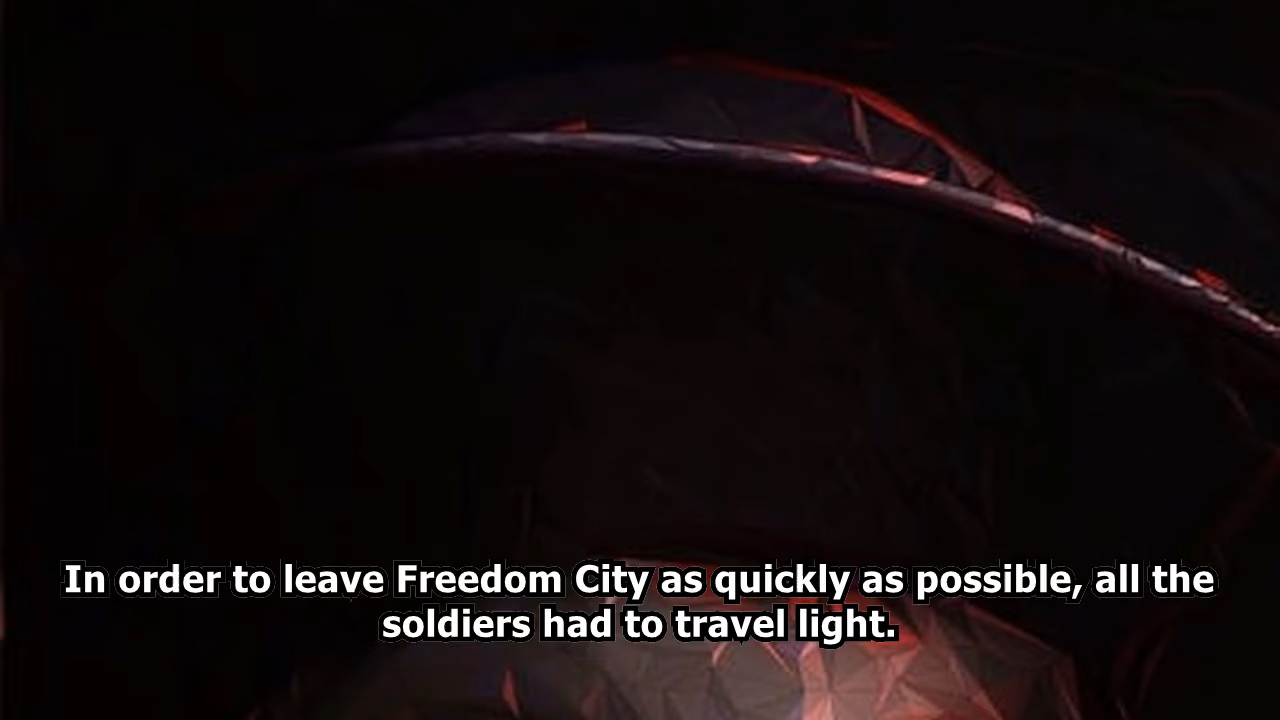 In order to leave Freedom City as quickly as possible, all the
soldiers had to travel light.